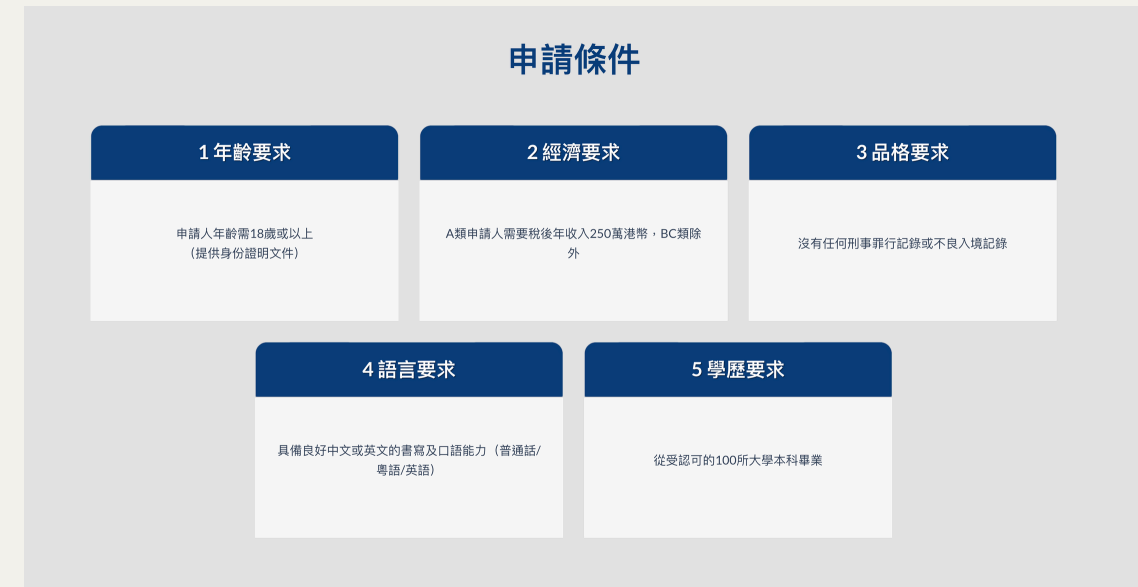 申請條件
1 年齡要求
申請人年齡需18歲或以上
（提供身份證明文件）
2 經濟要求
A類申請人需要稅後年收入250萬港幣，BC類除
外
3 品格要求
沒有任何刑事罪行記錄或不良入境記錄
4 語言要求
具備良好中文或英文的書寫及口語能力（普通話/
粵語/英語）
5 學歷要求
從受認可的100所大學本科畢業